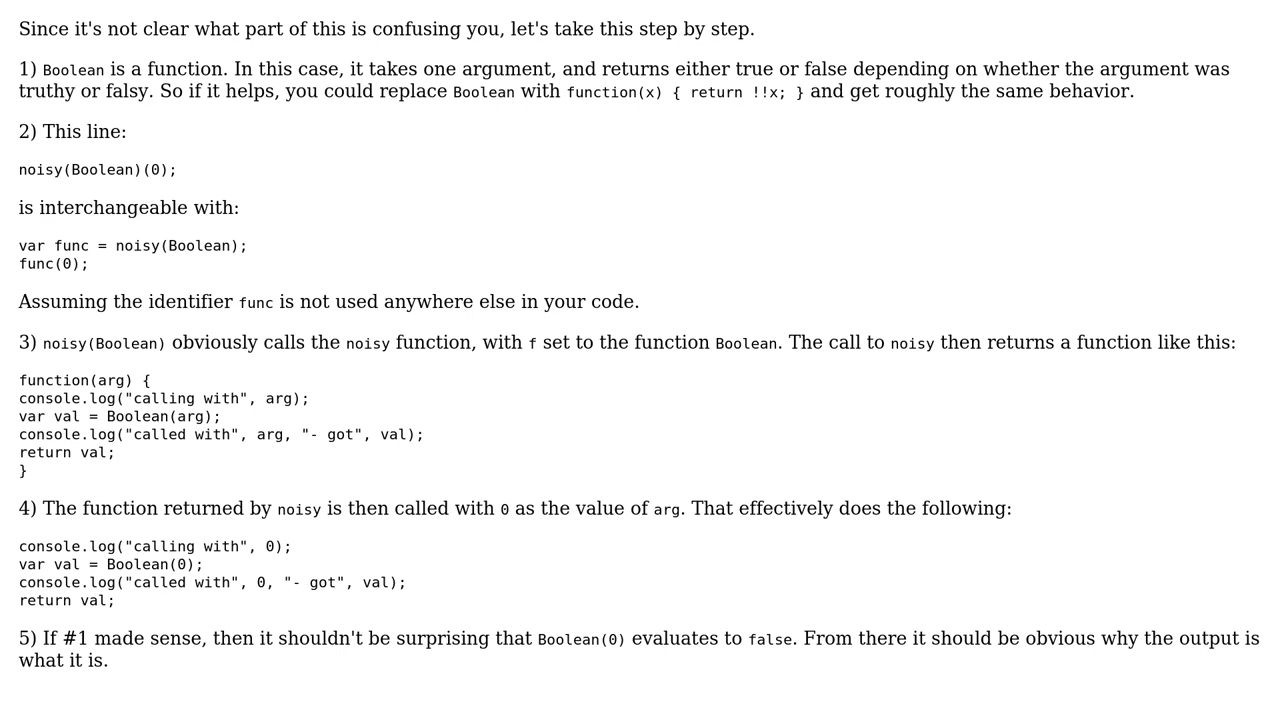 Since it's not clear what part of this is confusing you, let's take this step by step.
1) Boolean is a function. In this case, it takes one argument, and returns either true or false depending on whether the argument was
truthy or falsy. So if it helps, you could replace Boolean with function(x) { return !!x; } and get roughly the same behavior.
2) This line:
noisy(Boolean)(0);
is interchangeable with:
var func = noisy(Boolean);
func(0);
Assuming the identifier func is not used anywhere else in your code.
3) noisy(Boolean) obviously calls the noisy function, with f set to the function Boolean. The call to noisy then returns a function like this:
function(arg) {
console.log("calling with", arg);
var val = Boolean(arg);
console.log("called with", arg, "- got", val);
return val;
}
4) The function returned by noisy is then called with 0 as the value of arg. That effectively does the following:
console.log("calling with", 0);
var val = Boolean(0);
console.log("called with", 0, "- got", val);
return val;
5) If #1 made sense, then it shouldn't be surprising that Boolean(0) evaluates to false. From there it should be obvious why the output is
what it is.